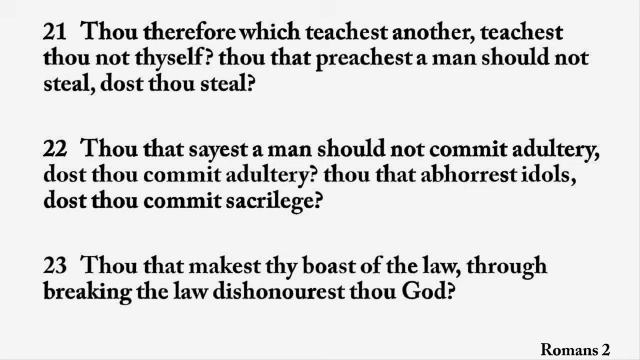 21 Thou therefore which teachest another, teachest
thou not thyself? thou that preachest a man should not
steal, dost thou steal?
22 Thou that sayest a man should not commit adultery,
dost thou commit adultery? thou that abhorrest idols,
dost thou commit sacrilege?
23 Thou that makest thy boast of the law, through
breaking the law dishonourest thou God?
Romans 2